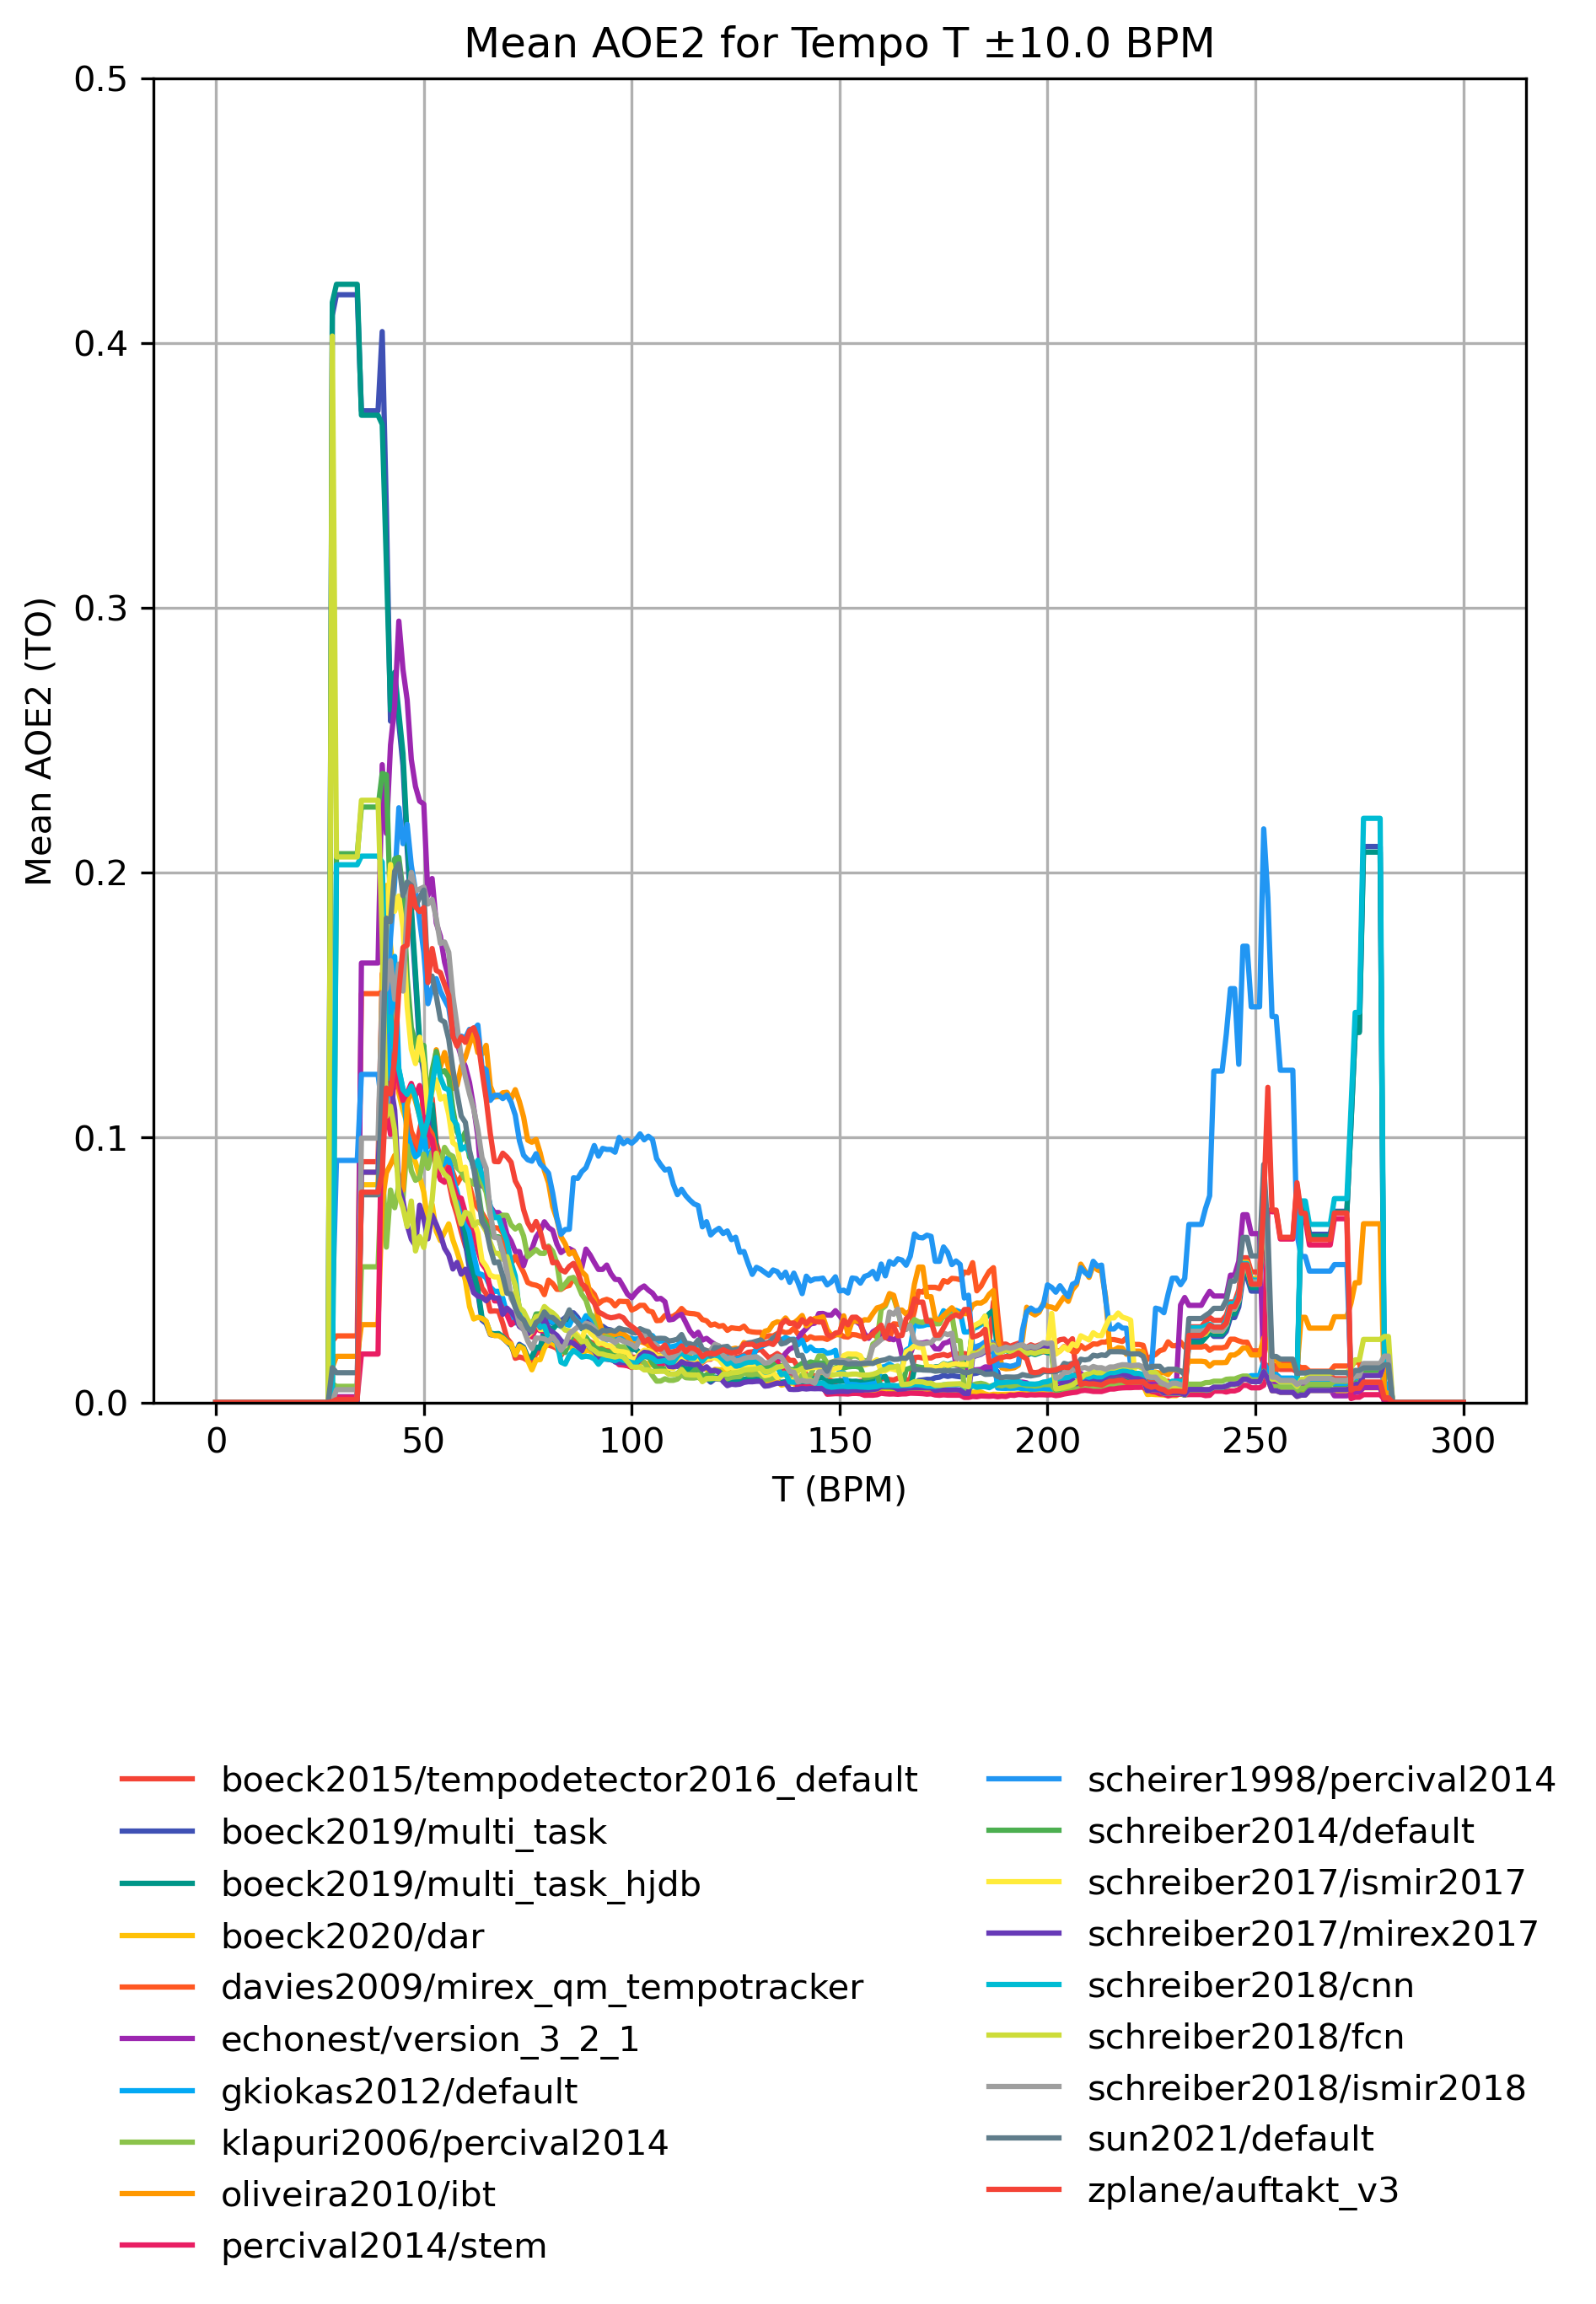 Mean AOE2 for Tempo T ±10.0 BPM
0.5
0.4
0.3
0.2
0.1
0.0
Mean AOE2 (TO)
0 50 100 150 200 250 300
T (BPM)
boeck2015/tempodetector2016_default
boeck2019/multi_task
boeck2019/multi_task_hjdb
boeck2020/dar
davies2009/mirex_qm_tempotracker
echonest/version_3_2_1
gkiokas2012/default
klapuri2006/percival2014
oliveira2010/ibt
percival2014/stem
scheirer1998/percival2014
schreiber2014/default
schreiber2017/ismir2017
schreiber2017/mirex2017
schreiber2018/cnn
schreiber2018/fcn
schreiber2018/ismir2018
sun2021/default
zplane/auftakt_v3